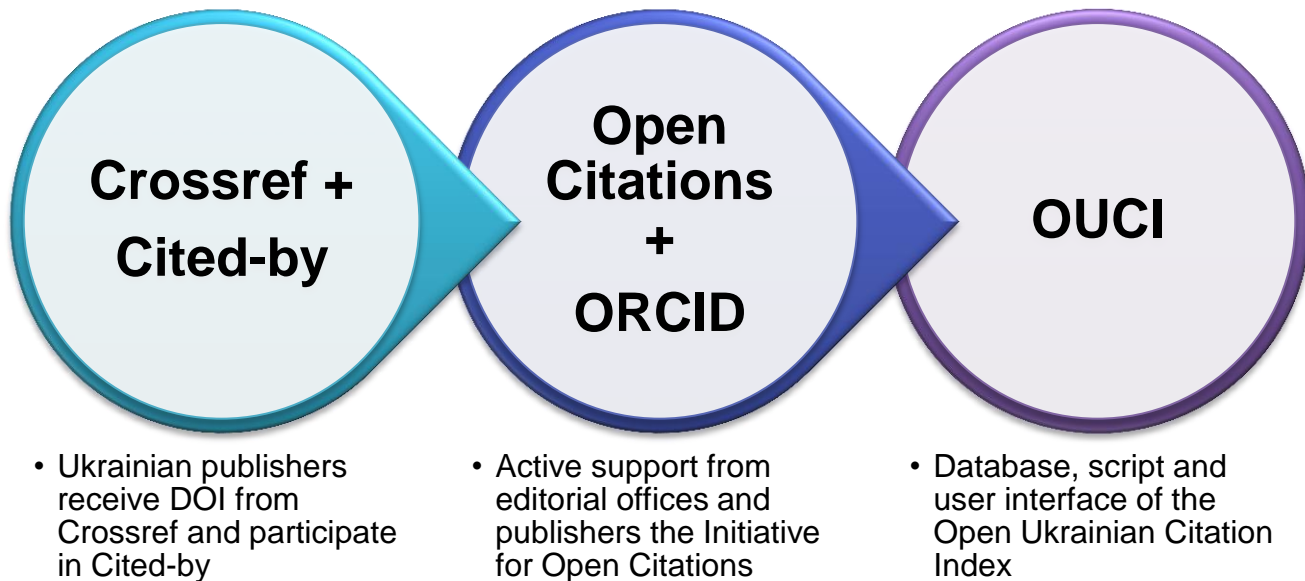 Crossref +
Cited-by
Open
Citations
+
ORCID
OUCI
• Ukrainian publishers
receive DOI from
Crossref and participate
in Cited-by
• Active support from
editorial offices and
publishers the Initiative
for Open Citations
• Database, script and
user interface of the
Open Ukrainian Citation
Index